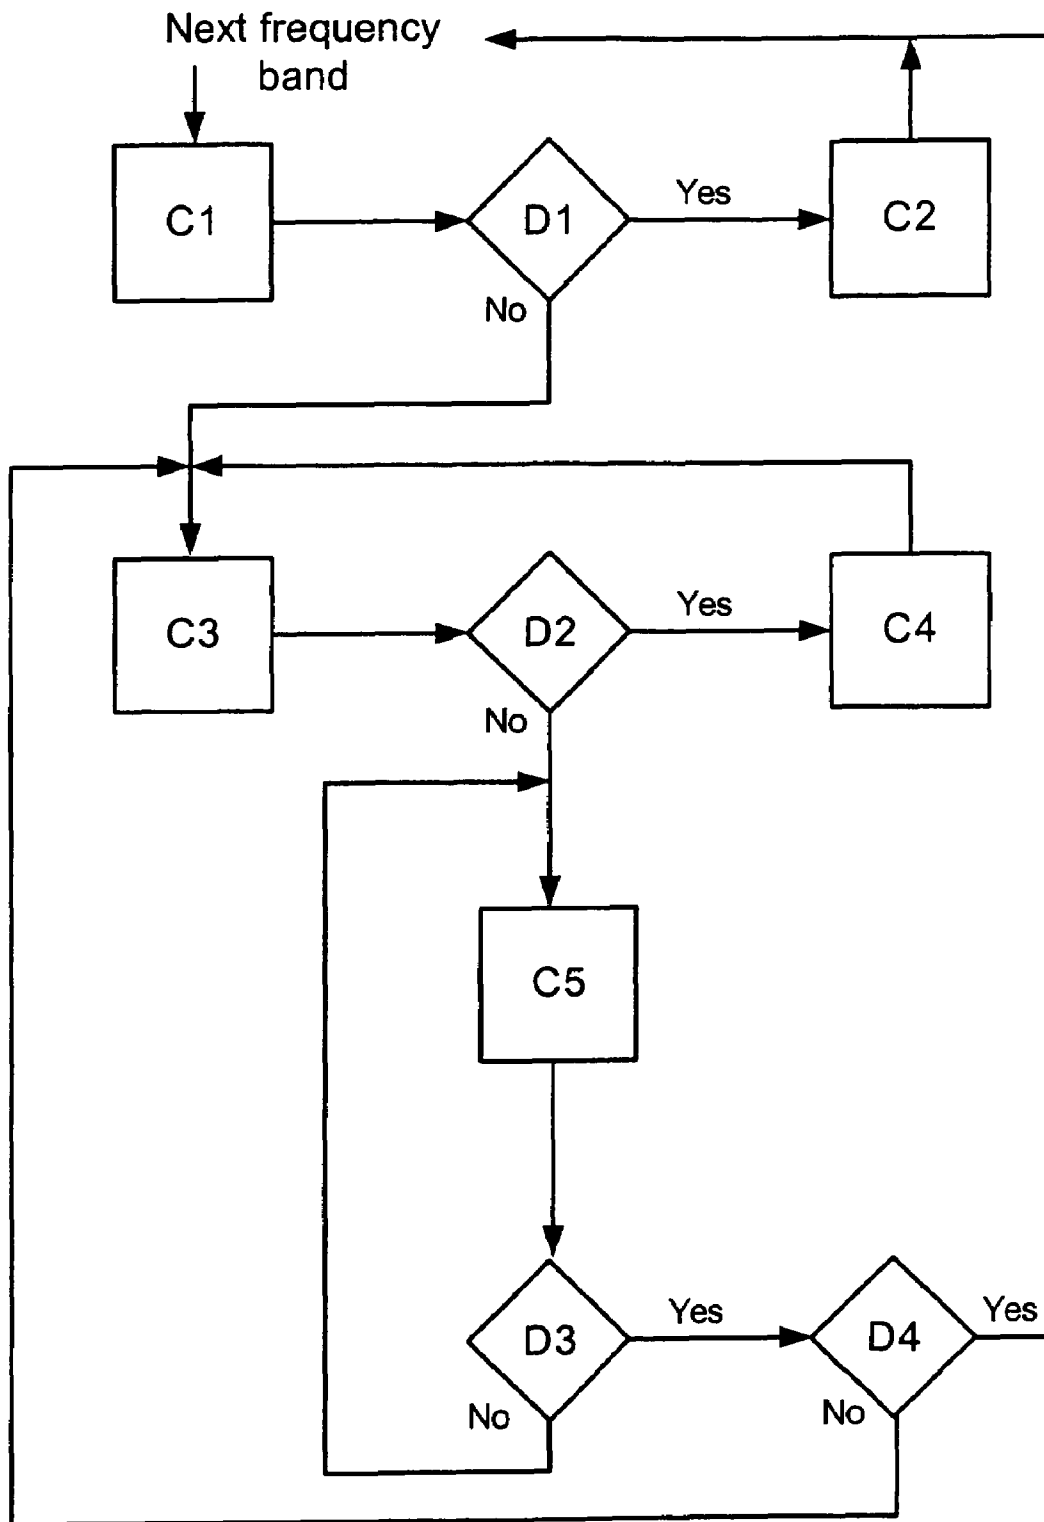 Next frequency
band
C1
D1
Yes
C2
No
C3
D2
Yes
C4
No
C5
D3
Yes
D4
Yes
No
No